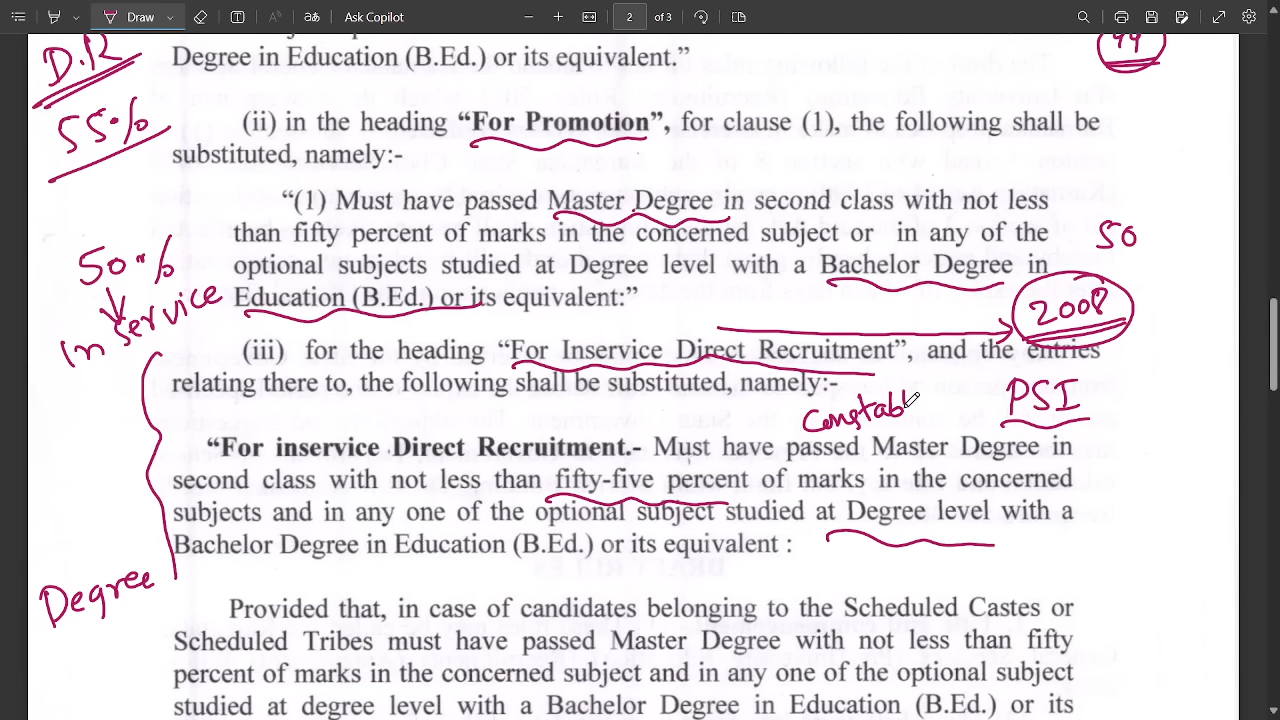 Draw
Ask Copilot
2 of 3
D.R
Degree in Education (B.Ed.) or its equivalent.”
55%
(ii) in the heading “For Promotion”, for clause (1), the following shall be
substituted, namely:-
“(1) Must have passed Master Degree in second class with not less
than fifty percent of marks in the concerned subject or in any of the
50
optional subjects studied at Degree level with a Bachelor Degree in
50%
Education (B.Ed.) or its equivalent:”
In service
2008
(iii) for the heading “For Inservice Direct Recruitment”, and the entries
relating there to, the following shall be substituted, namely:-
PSI
Constabl
“For inservice Direct Recruitment.- Must have passed Master Degree in
second class with not less than fifty-five percent of marks in the concerned
subjects and in any one of the optional subject studied at Degree level with a
Bachelor Degree in Education (B.Ed.) or its equivalent :
Degree
Provided that, in case of candidates belonging to the Scheduled Castes or
Scheduled Tribes must have passed Master Degree with not less than fifty
percent of marks in the concerned subject and in any one of the optional subject
studied at degree level with a Bachelor Degree in Education (B.Ed.) or its